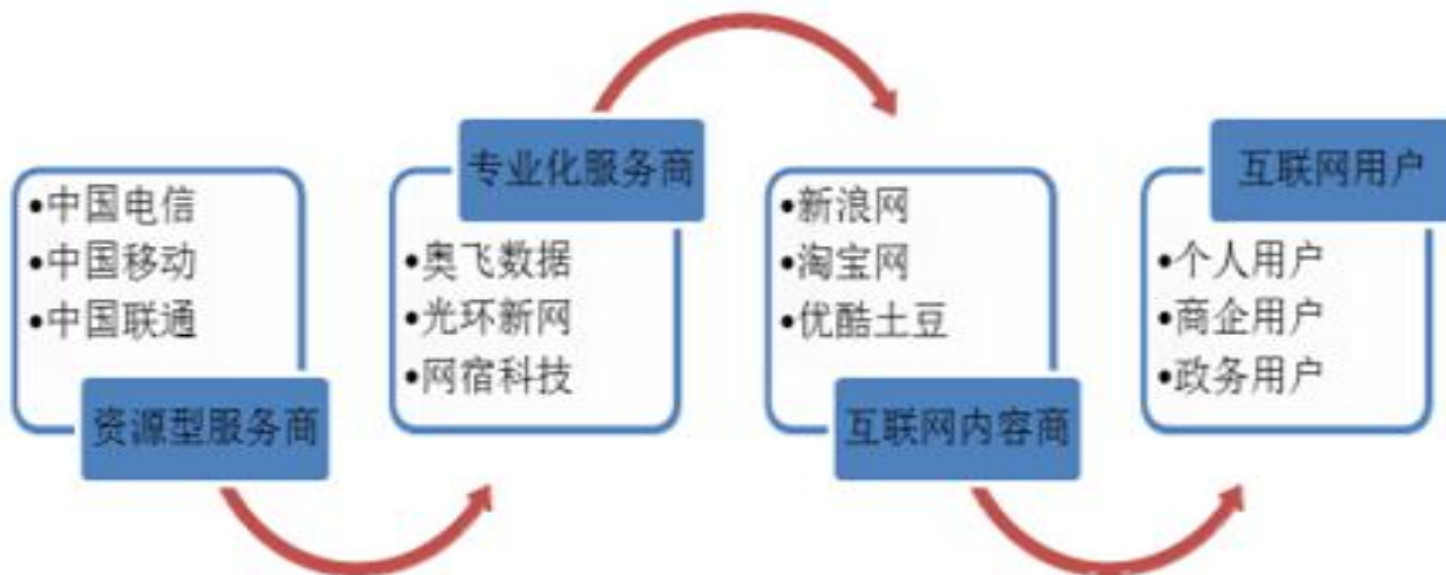 •中国电信
•中国移动
•中国联通
资源型服务商
专业化服务商
•奥飞数据
•光环新网
•网宿科技
•新浪网
•淘宝网
•优酷土豆
互联网内容商
互联网用户
•个人用户
•商企用户
•政务用户